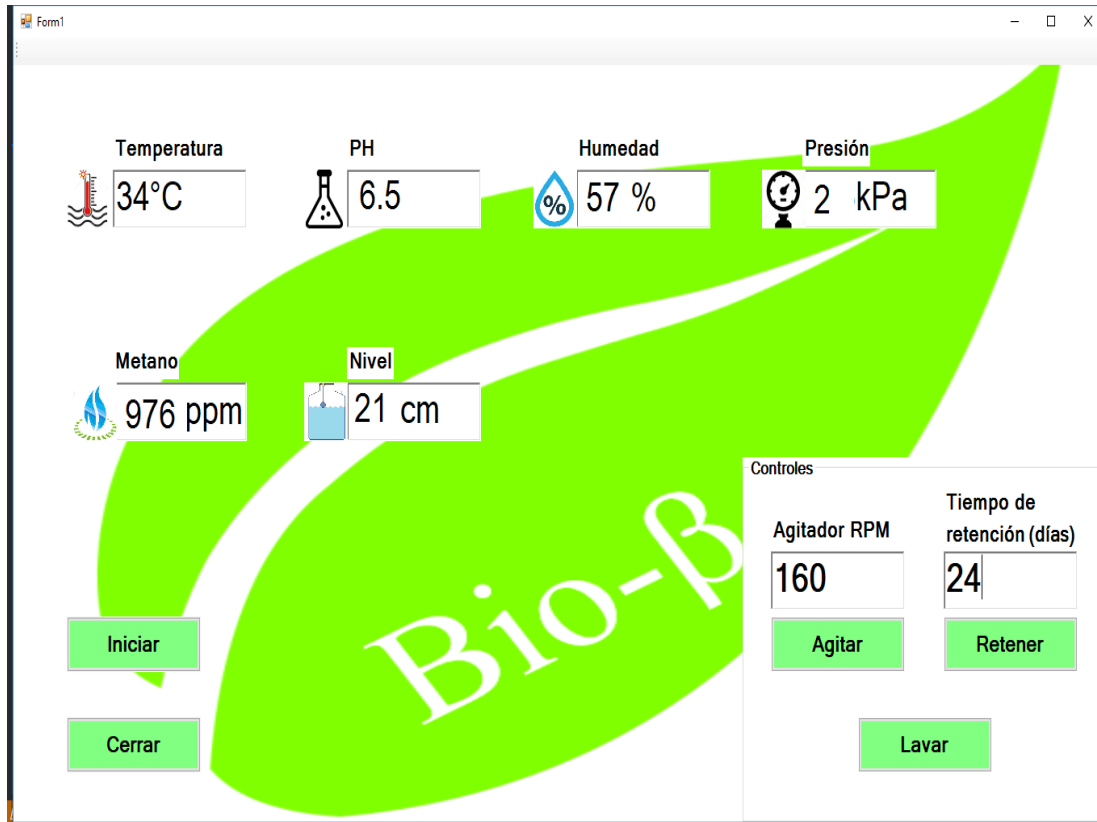 Form1
Temperatura
PH
Humedad
Presión
34°C
6.5
%
57 %
2 kPa
Metano
Nivel
976 ppm
21 cm
Controles
Agitador RPM
Tiempo de
retención (días)
160
24
Bio-β
Iniciar
Agitar
Retener
Cerrar
Lavar